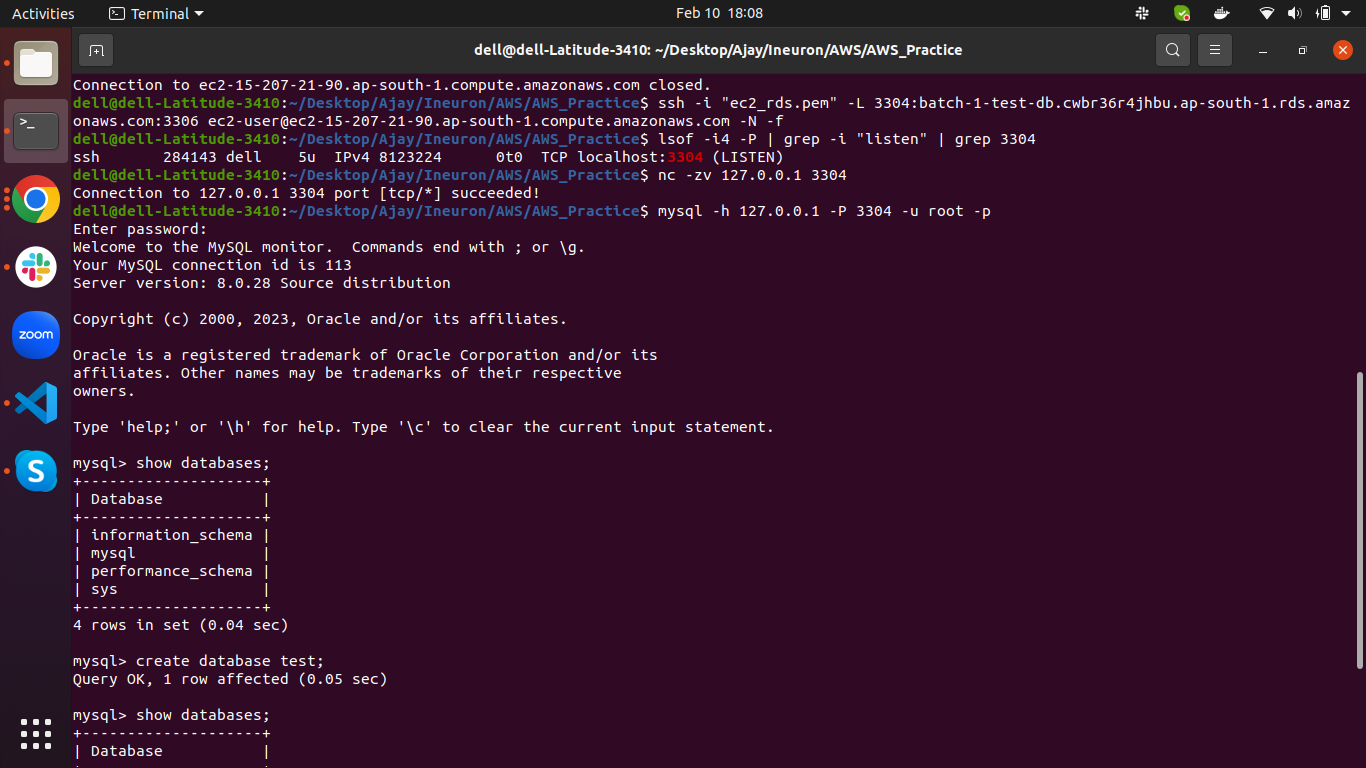 Activities Terminal Feb 10 18:08
dell@dell-Latitude-3410: ~/Desktop/Ajay/Ineuron/AWS/AWS_Practice
Connection to ec2-15-207-21-90.ap-south-1.compute.amazonaws.com closed.
dell@dell-Latitude-3410:~/Desktop/Ajay/Ineuron/AWS/AWS_Practice$ ssh -i "ec2_rds.pem" -L 3304:batch-1-test-db.cwbr36r4jhbu.ap-south-1.rds.amaz
onaws.com:3306 ec2-user@ec2-15-207-21-90.ap-south-1.compute.amazonaws.com -N -f
dell@dell-Latitude-3410:~/Desktop/Ajay/Ineuron/AWS/AWS_Practice$ lsof -i4 -P | grep -i "listen" | grep 3304
ssh       284143 dell    5u  IPv4 8123224      0t0  TCP localhost:3304 (LISTEN)
dell@dell-Latitude-3410:~/Desktop/Ajay/Ineuron/AWS/AWS_Practice$ nc -zv 127.0.0.1 3304
Connection to 127.0.0.1 3304 port [tcp/*] succeeded!
dell@dell-Latitude-3410:~/Desktop/Ajay/Ineuron/AWS/AWS_Practice$ mysql -h 127.0.0.1 -P 3304 -u root -p
Enter password:
Welcome to the MySQL monitor.  Commands end with ; or \g.
Your MySQL connection id is 113
Server version: 8.0.28 Source distribution
Copyright (c) 2000, 2023, Oracle and/or its affiliates.
Oracle is a registered trademark of Oracle Corporation and/or its
affiliates. Other names may be trademarks of their respective
owners.
Type 'help;' or '\h' for help. Type '\c' to clear the current input statement.
mysql> show databases;
+--------------------+
| Database           |
+--------------------+
| information_schema |
| mysql              |
| performance_schema |
| sys                |
+--------------------+
4 rows in set (0.04 sec)
mysql> create database test;
Query OK, 1 row affected (0.05 sec)
mysql> show databases;
+--------------------+
| Database           |
zoom
S
>_